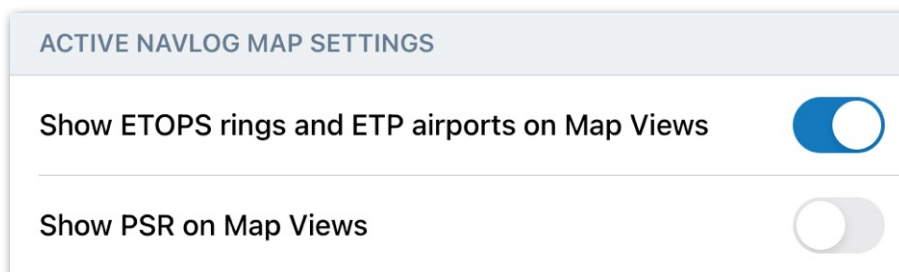 ACTIVE NAVLOG MAP SETTINGS
Show ETOPS rings and ETP airports on Map Views
Show PSR on Map Views